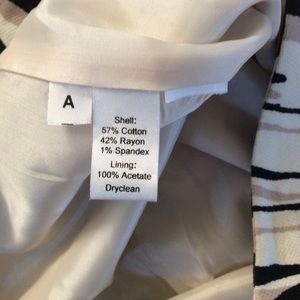 A
Shell:
57% Cotton
42% Rayon
1% Spandex
Lining:
100% Acetate
Dryclean